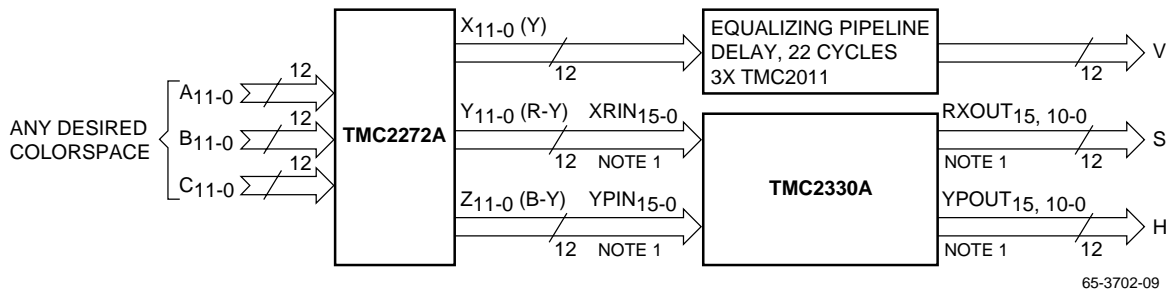 X11-0 (Y)
12
EQUALIZING PIPELINE
DELAY, 22 CYCLES
3X TMC2011
12
V
ANY DESIRED
COLORSPACE
A11-0
12
B11-0
12
C11-0
12
TMC2272A
Y11-0 (R-Y)
XRIN15-0
12
NOTE 1
Z11-0 (B-Y)
YPIN15-0
12
NOTE 1
TMC2330A
RXOUT15, 10-0
NOTE 1
12
S
YPOUT15, 10-0
NOTE 1
12
H
65-3702-09